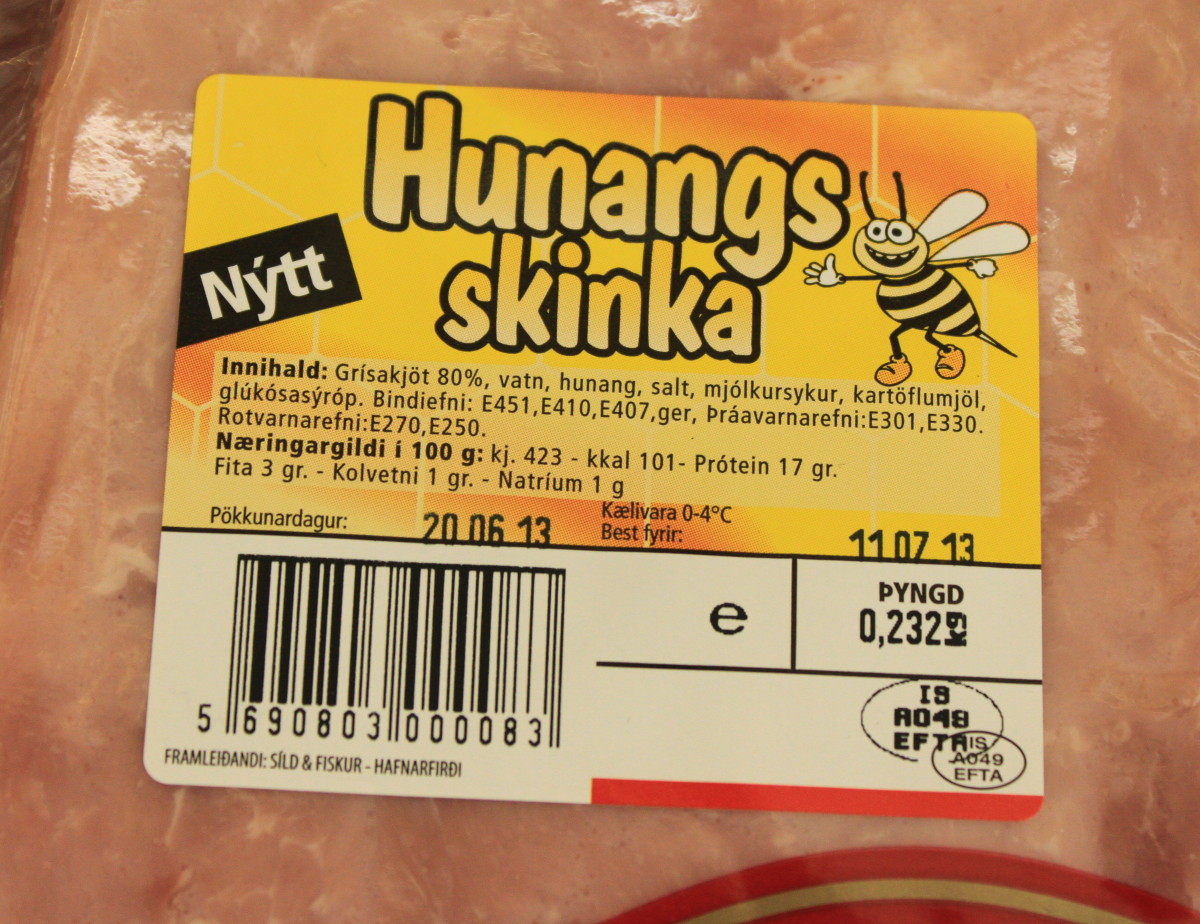 Hunangs
skinka
Nýtt
Innihald: Grísakjöt 80%, vatn, hunang, salt, mjólkursykur, kartöflumjöl,
glúkósasýróp. Bindiefni: E451,E410,E407,ger, Þráavarnarefni:E301,E330.
Rotvarnarefni:E270,E250.
Næringargildi í 100 g: kj. 423 - kkal 101- Prótein 17 gr.
Fita 3 gr. - Kolvetni 1 gr. - Natríum 1 g
Pökkunardagur: 20 06 13
Kælivara 0-4°C
Best fyrir: 11 07 13
e
ÞYNGD
0,232 kg
5 690803 000083
FRAMLEIÐANDI: SÍLD & FISKUR - HAFNARFIRÐI
IS
A049
EFTA
IS
A049
EFTA